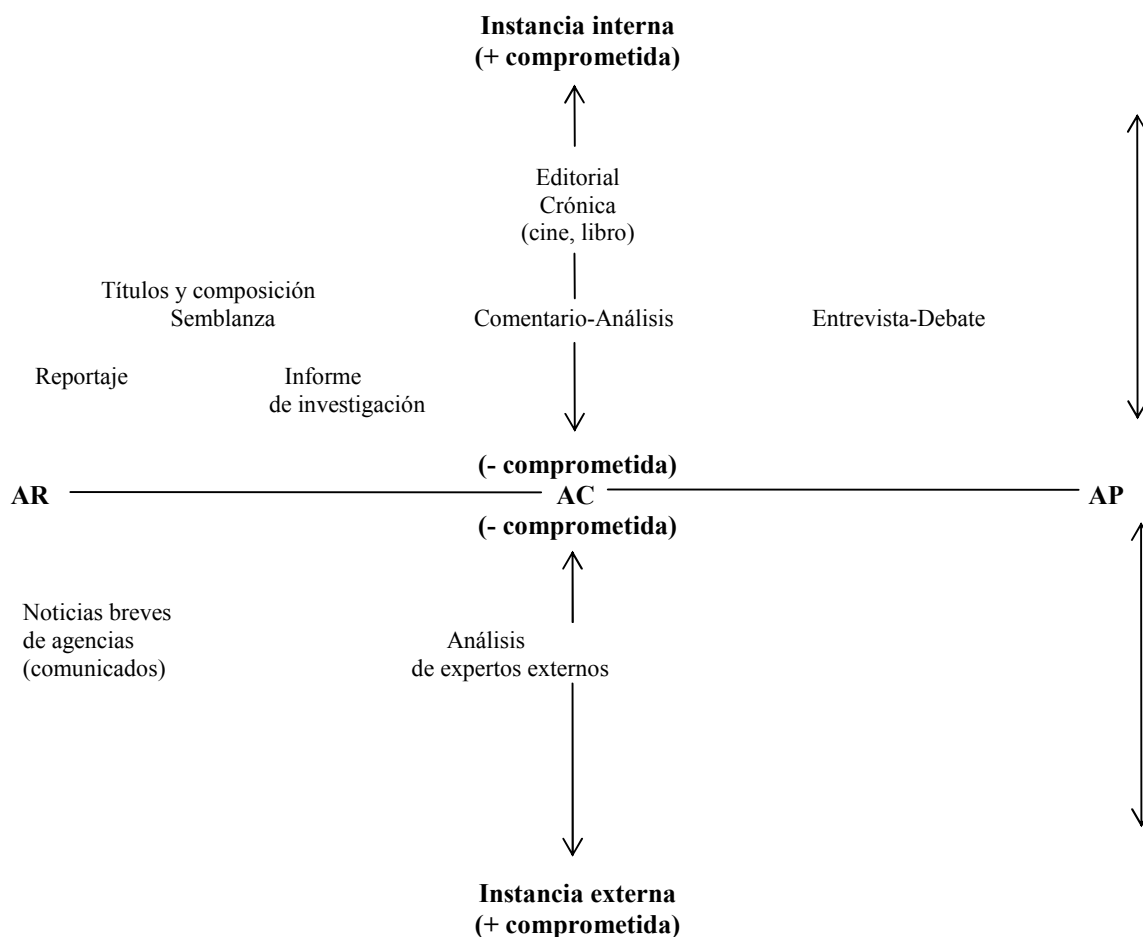 Instancia interna
(+ comprometida)
Editorial
Crónica
(cine, libro)
Títulos y composición
Semblanza
Comentario-Análisis
Entrevista-Debate
Reportaje
Informe
de investigación
(- comprometida)
AR
AC
AP
(- comprometida)
Noticias breves
de agencias
(comunicados)
Análisis
de expertos externos
Instancia externa
(+ comprometida)